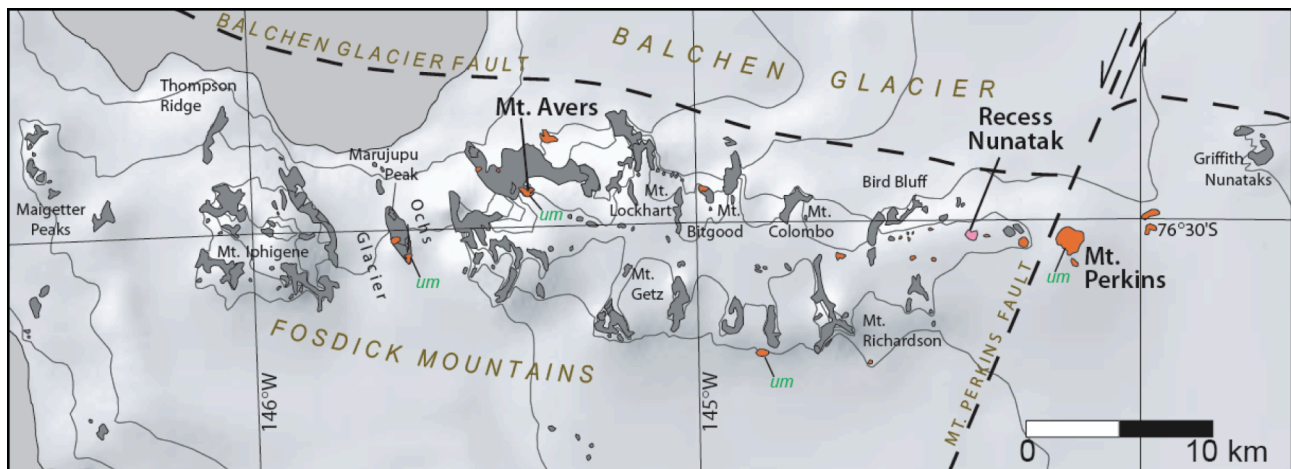 BALCHEN GLACIER FAULT
BALCHEN
GLACIER
Thompson
Ridge
Mt. Avers
Recess
Nunatak
Marujupu
Peak
Bird Bluff
Griffith
Nunataks
Maigetter
Peaks
Mt.
Lockhart
Mt.
Bitgood
Mt.
Colombo
um
76°30'S
Mt. Iphigene
Ochs
Glacier
um
Mt.
Getz
um
Mt.
Perkins
FOSDICK MOUNTAINS
Mt.
Richardson
um
MT. PERKINS FAULT
146°W
145°W
0
10 km